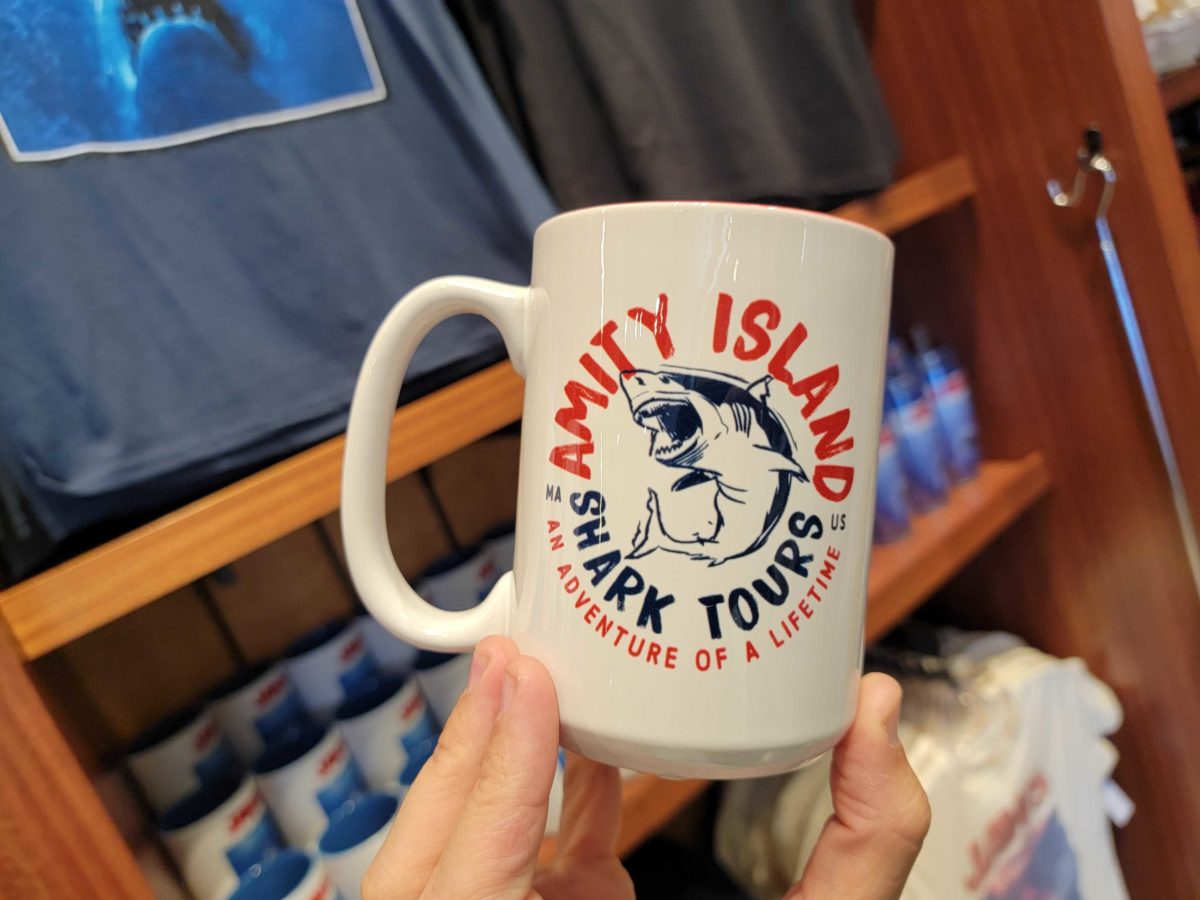 AMITY ISLAND
MA
US
SHARK TOURS
AN ADVENTURE OF A LIFETIME